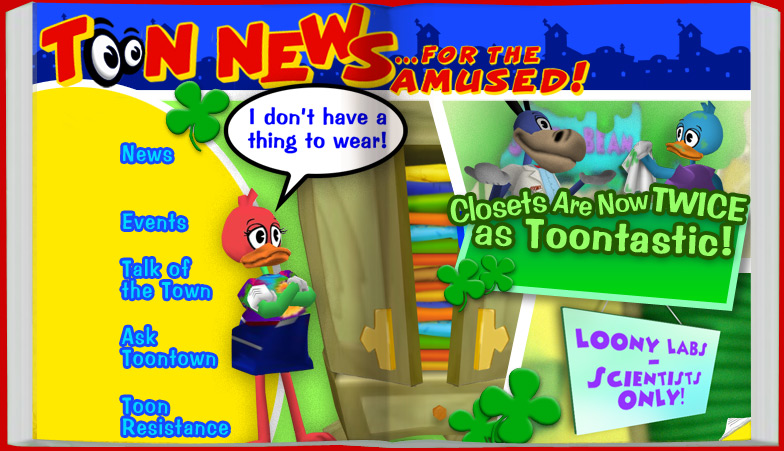 TOON NEWS
...FOR THE
AMUSED!
I don't have a
thing to wear!
News
Events
Talk of
the Town
Ask
Toontown
Toon
Resistance
BEAN
Closets Are Now TWICE
as Toontastic!
LOONY LABS
–
SCIENTISTS
ONLY!